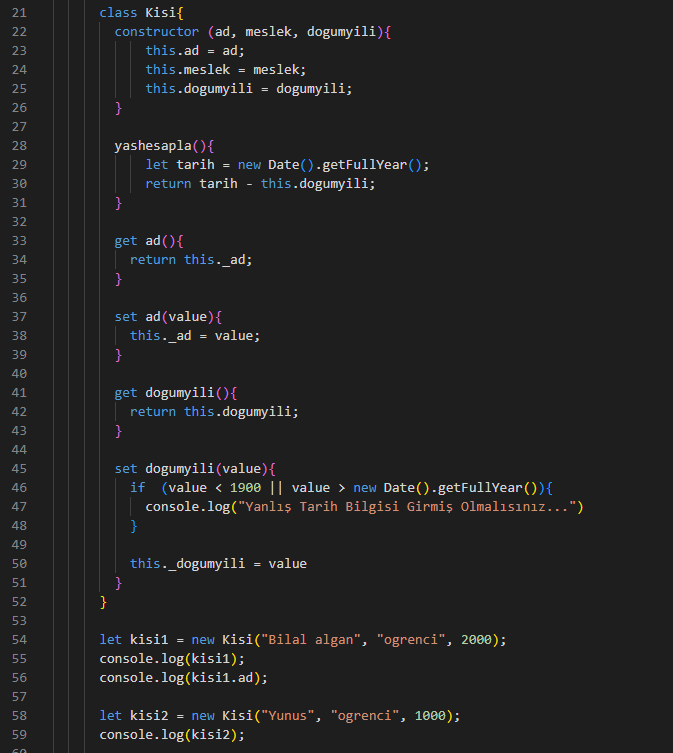 21 class Kisi{
22 constructor (ad, meslek, dogumyili){
23 this.ad = ad;
24 this.meslek = meslek;
25 this.dogumyili = dogumyili;
26 }
27
28 yashesapla(){
29 let tarih = new Date().getFullYear();
30 return tarih - this.dogumyili;
31 }
32
33 get ad(){
34 return this._ad;
35 }
36
37 set ad(value){
38 this._ad = value;
39 }
40
41 get dogumyili(){
42 return this.dogumyili;
43 }
44
45 set dogumyili(value){
46 if  (value < 1900 || value > new Date().getFullYear()){
47 console.log("Yanlış Tarih Bilgisi Girmiş Olmalısınız...")
48 }
49
50 this._dogumyili = value
51 }
52 }
53
54 let kisi1 = new Kisi("Bilal algan", "ogrenci", 2000);
55 console.log(kisi1);
56 console.log(kisi1.ad);
57
58 let kisi2 = new Kisi("Yunus", "ogrenci", 1000);
59 console.log(kisi2);